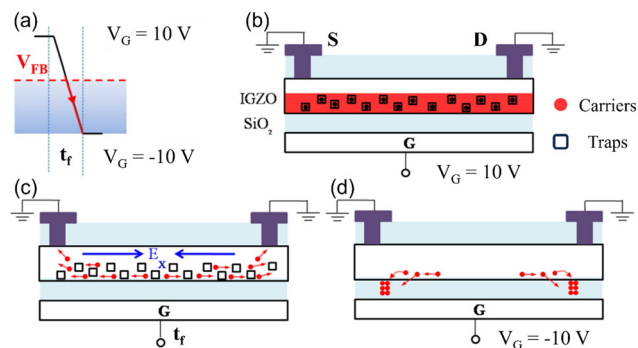 (a)
V_G = 10 V
V_FB
t_f
V_G = -10 V
(b)
S
D
IGZO
SiO_2
G
V_G = 10 V
Carriers
Traps
(c)
E_x
G
t_f
(d)
G
V_G = -10 V